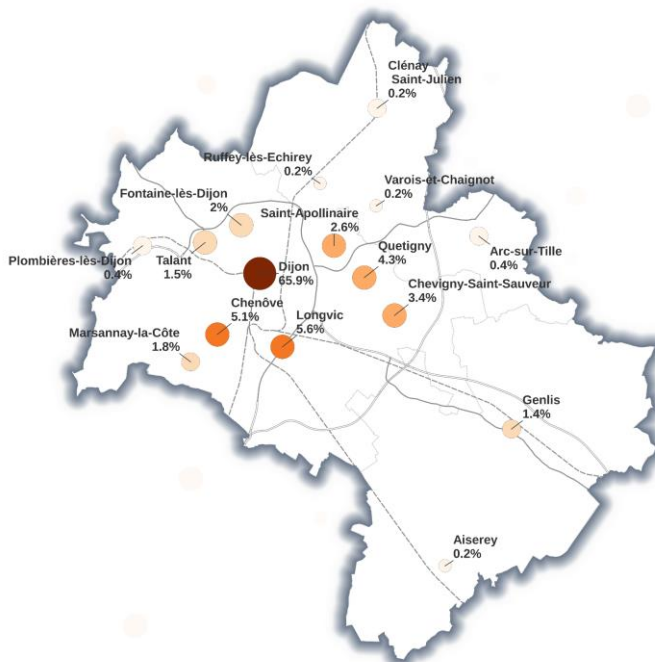 Clénay
Saint-Julien
0.2%
Ruffey-lès-Echirey
0.2%
Varois-et-Chaignot
0.2%
Fontaine-lès-Dijon
2%
Saint-Apollinaire
2.6%
Plombières-lès-Dijon
0.4%
Talant
1.5%
Quetigny
4.3%
Arc-sur-Tille
0.4%
Dijon
65.9%
Chevigny-Saint-Sauveur
3.4%
Chenôve
5.1%
Longvic
5.6%
Marsannay-la-Côte
1.8%
Genlis
1.4%
Aiserey
0.2%